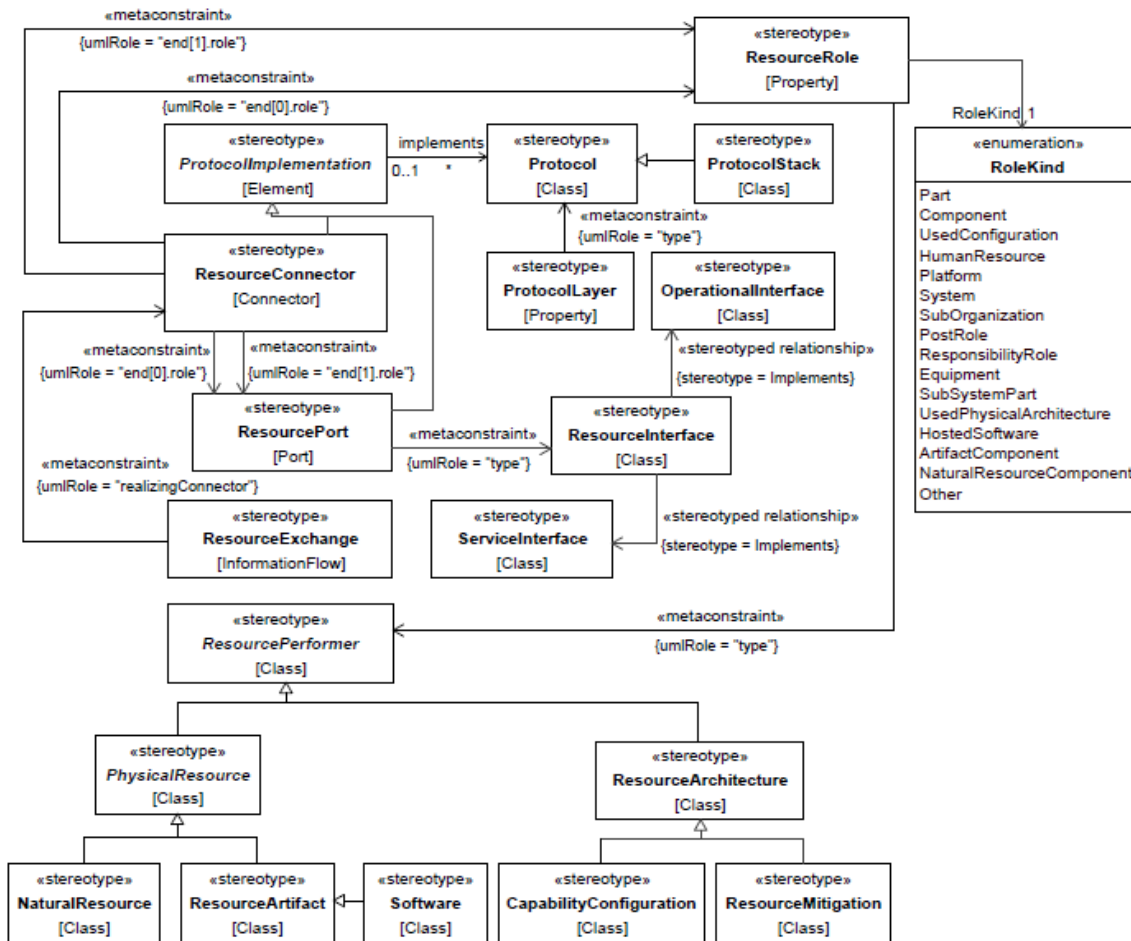 «metaconstraint»
{umlRole = "end[1].role"}
«stereotype»
ResourceRole
[Property]
«metaconstraint»
{umlRole = "end[0].role"}
RoleKind 1
«stereotype»
ProtocolImplementation
[Element]
implements
0..1
*
«stereotype»
Protocol
[Class]
«stereotype»
ProtocolStack
[Class]
«enumeration»
RoleKind
Part
Component
UsedConfiguration
HumanResource
Platform
System
SubOrganization
PostRole
ResponsibilityRole
Equipment
SubSystemPart
UsedPhysicalArchitecture
HostedSoftware
ArtifactComponent
NaturalResourceComponent
Other
«metaconstraint»
{umlRole = "type"}
«stereotype»
ResourceConnector
[Connector]
«stereotype»
ProtocolLayer
[Property]
«stereotype»
OperationalInterface
[Class]
«metaconstraint»
{umlRole = "end[0].role"}
«metaconstraint»
{umlRole = "end[1].role"}
«stereotyped relationship»
{stereotype = Implements}
«stereotype»
ResourcePort
[Port]
«metaconstraint»
{umlRole = "type"}
«stereotype»
ResourceInterface
[Class]
«metaconstraint»
{umlRole = "realizingConnector"}
«stereotype»
ResourceExchange
[InformationFlow]
«stereotype»
ServiceInterface
[Class]
«stereotyped relationship»
{stereotype = Implements}
«stereotype»
ResourcePerformer
[Class]
«metaconstraint»
{umlRole = "type"}
«stereotype»
PhysicalResource
[Class]
«stereotype»
ResourceArchitecture
[Class]
«stereotype»
NaturalResource
[Class]
«stereotype»
ResourceArtifact
[Class]
«stereotype»
Software
[Class]
«stereotype»
CapabilityConfiguration
[Class]
«stereotype»
ResourceMitigation
[Class]